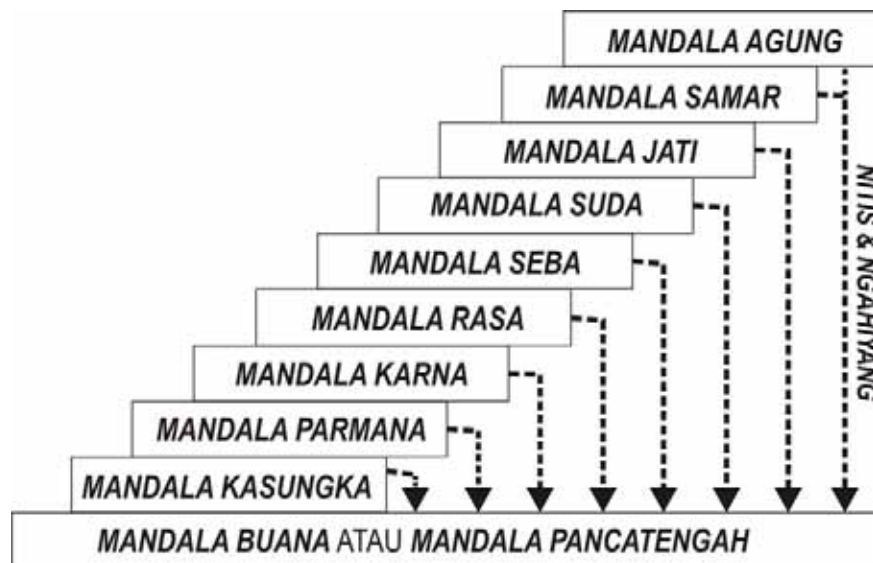 MANDALA AGUNG
MANDALA SAMAR
MANDALA JATI
MANDALA SUDA
MANDALA SEBA
MANDALA RASA
MANDALA KARNA
MANDALA PARMANA
MANDALA KASUNGKA
MANDALA BUANA ATAU MANDALA PANCATENGAH
NITIS & NGAHIYANG